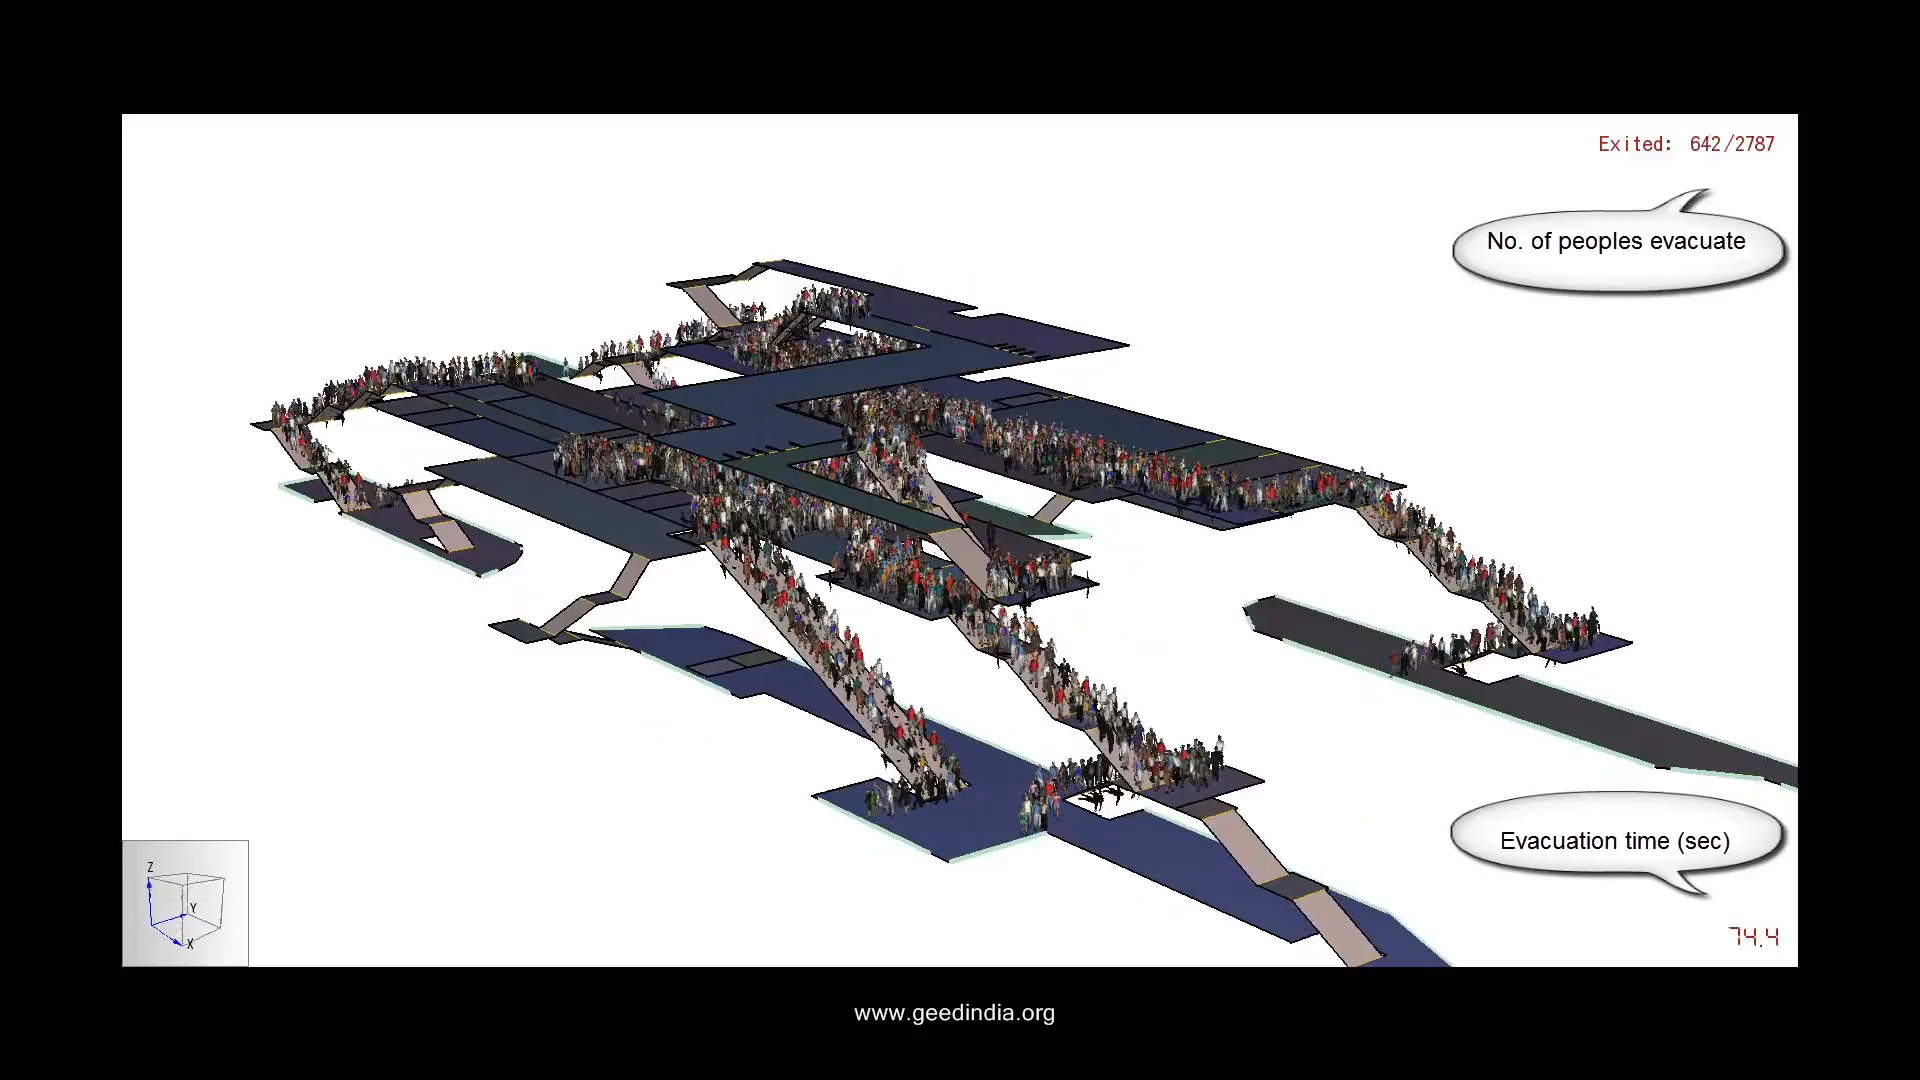 Exited: 642/2787
No. of peoples evacuate
Evacuation time (sec)
Z
Y
X
74.4
www.geedindia.org